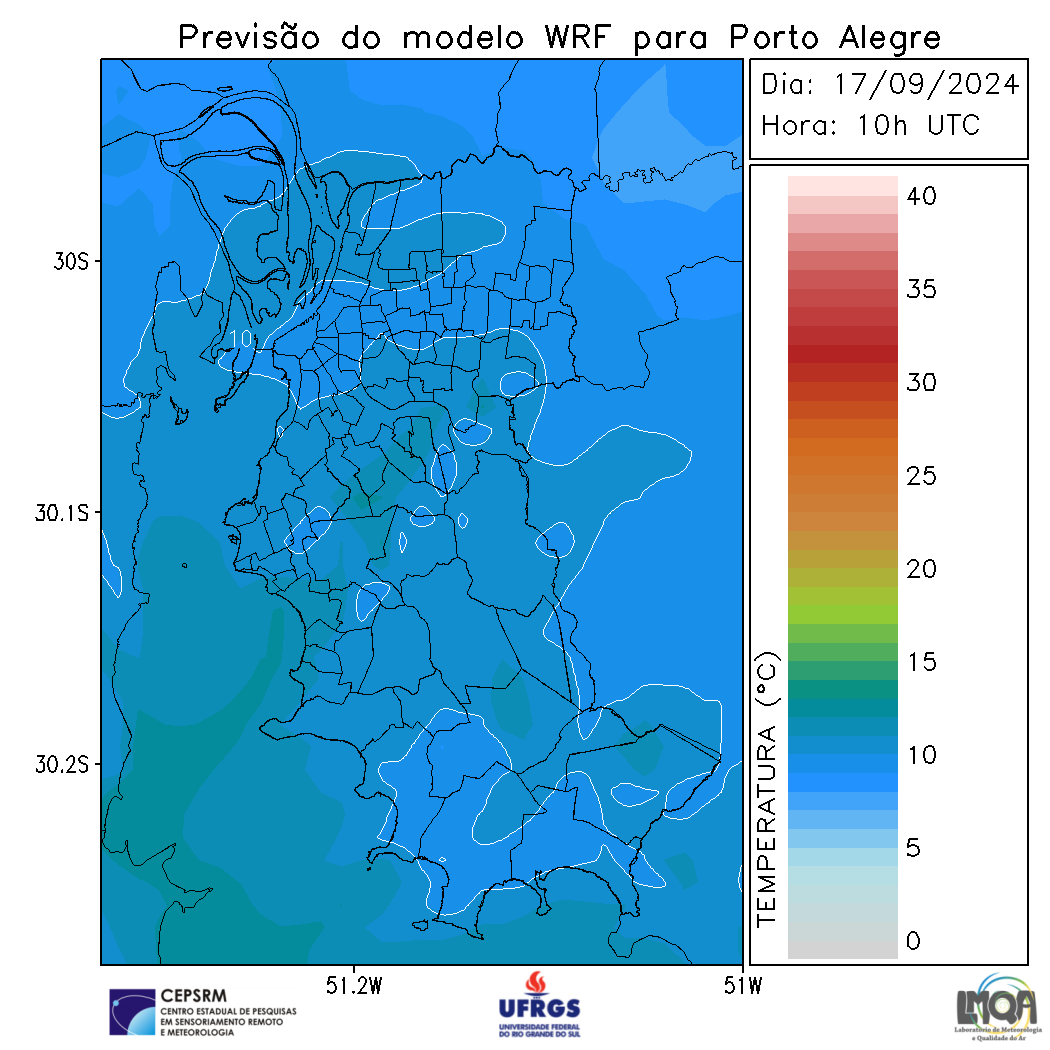 Previsão do modelo WRF para Porto Alegre
Dia: 17/09/2024
Hora: 10h UTC
40
35
30
25
20
15
10
5
0
TEMPERATURA (°C)
30S
30.1S
30.2S
10
51.2W
51W
CEPSRM
CENTRO ESTADUAL DE PESQUISAS
EM SENSORIAMENTO REMOTO
E METEOROLOGIA
UFRGS
UNIVERSIDADE FEDERAL
DO RIO GRANDE DO SUL
LMQA
Laboratório de Meteorologia
e Qualidade do Ar